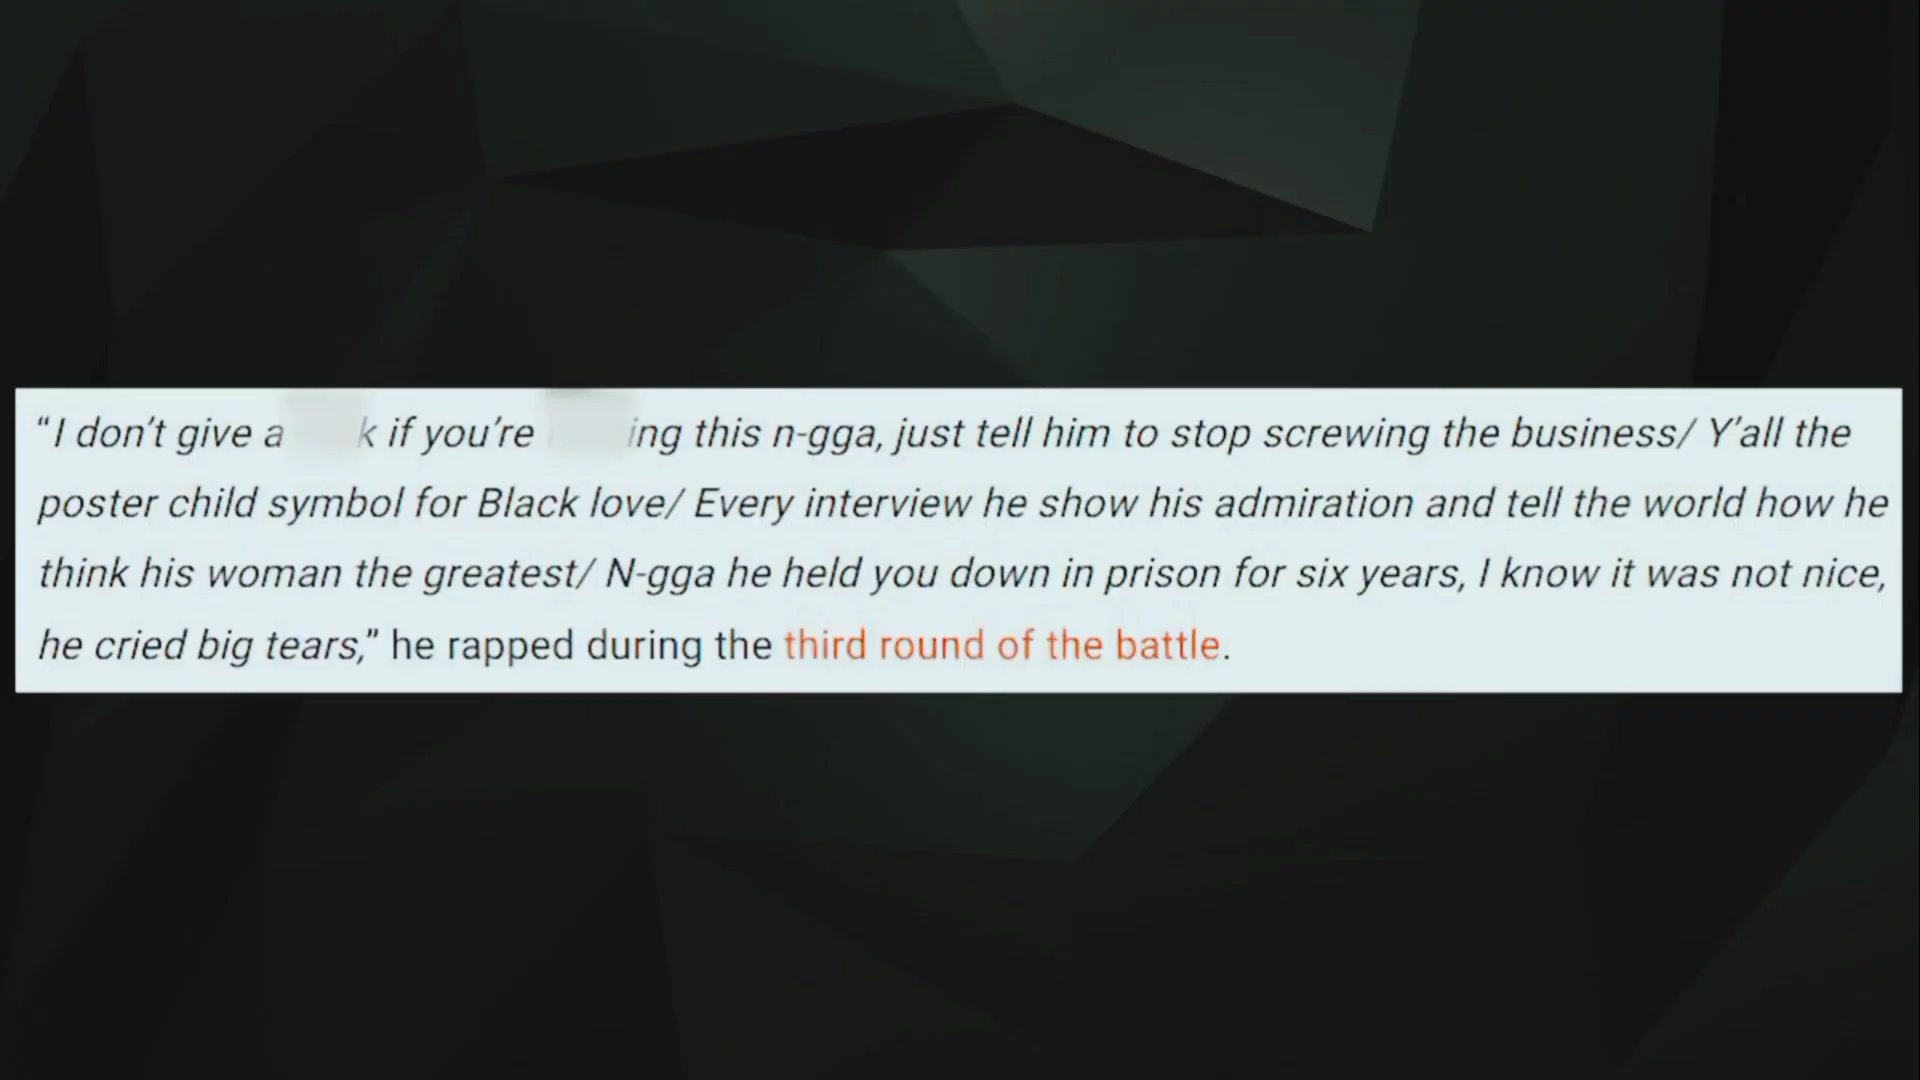 “I don’t give a k if you’re ing this n-gga, just tell him to stop screwing the business/ Y’all the
poster child symbol for Black love/ Every interview he show his admiration and tell the world how he
think his woman the greatest/ N-gga he held you down in prison for six years, I know it was not nice,
he cried big tears,” he rapped during the third round of the battle.